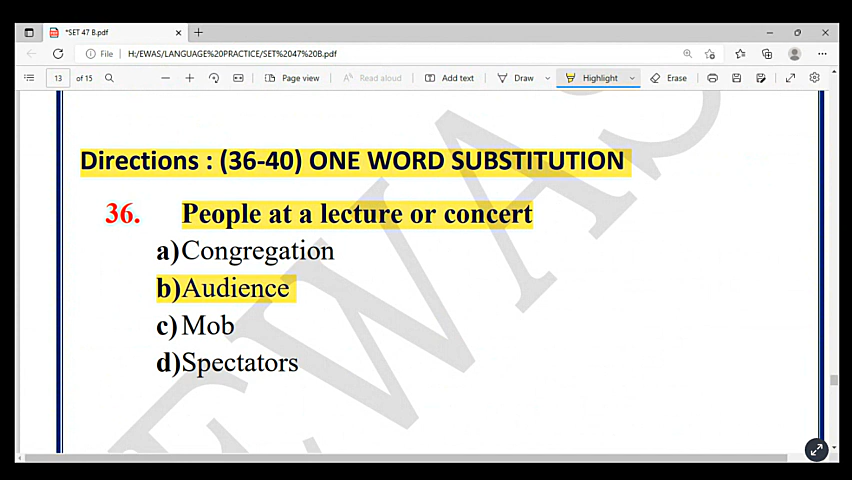 *SET 47 B.pdf
File
H:/EWAS/LANGUAGE%20PRACTICE/SET%2047%20B.pdf
13 of 15
Page view
Read aloud
Add text
Draw
Highlight
Erase
EWAS
Directions : (36-40) ONE WORD SUBSTITUTION
36. People at a lecture or concert
a)Congregation
b)Audience
c)Mob
d)Spectators